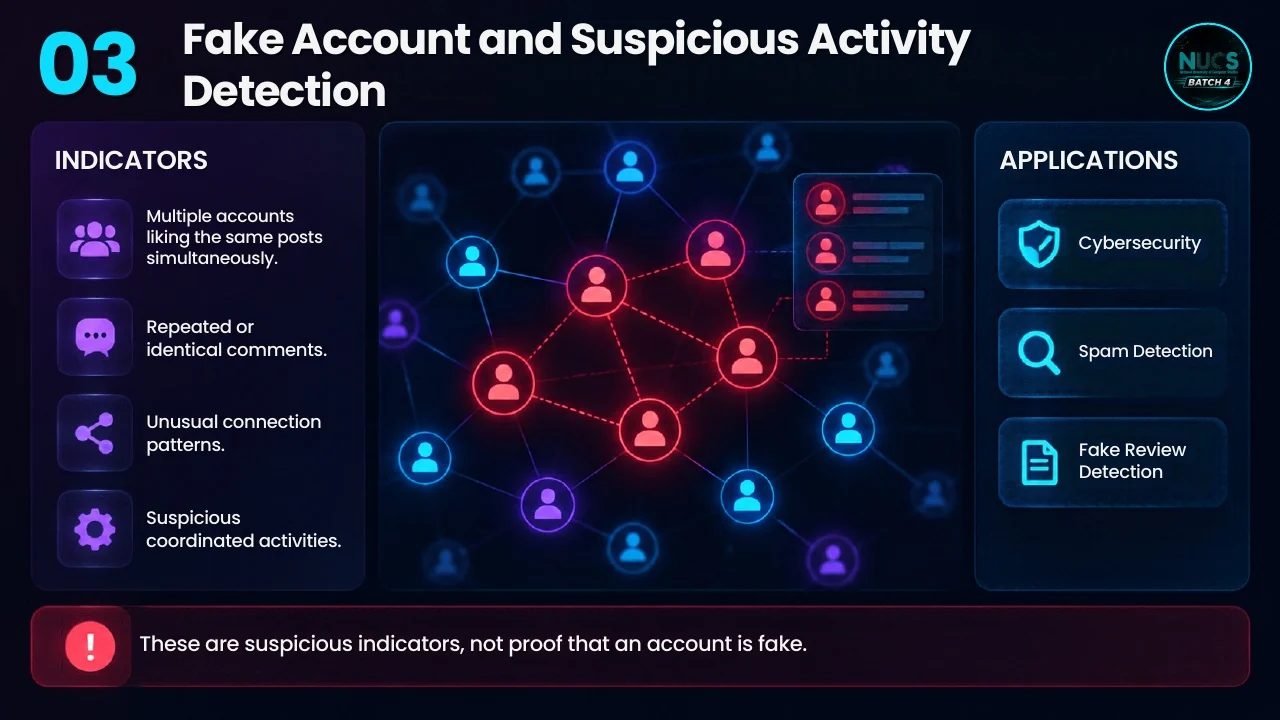 03
Fake Account and Suspicious Activity
Detection
NUCS
BATCH 4
INDICATORS
Multiple accounts
liking the same posts
simultaneously.
Repeated or
identical comments.
Unusual connection
patterns.
Suspicious
coordinated activities.
APPLICATIONS
Cybersecurity
Spam Detection
Fake Review
Detection
These are suspicious indicators, not proof that an account is fake.